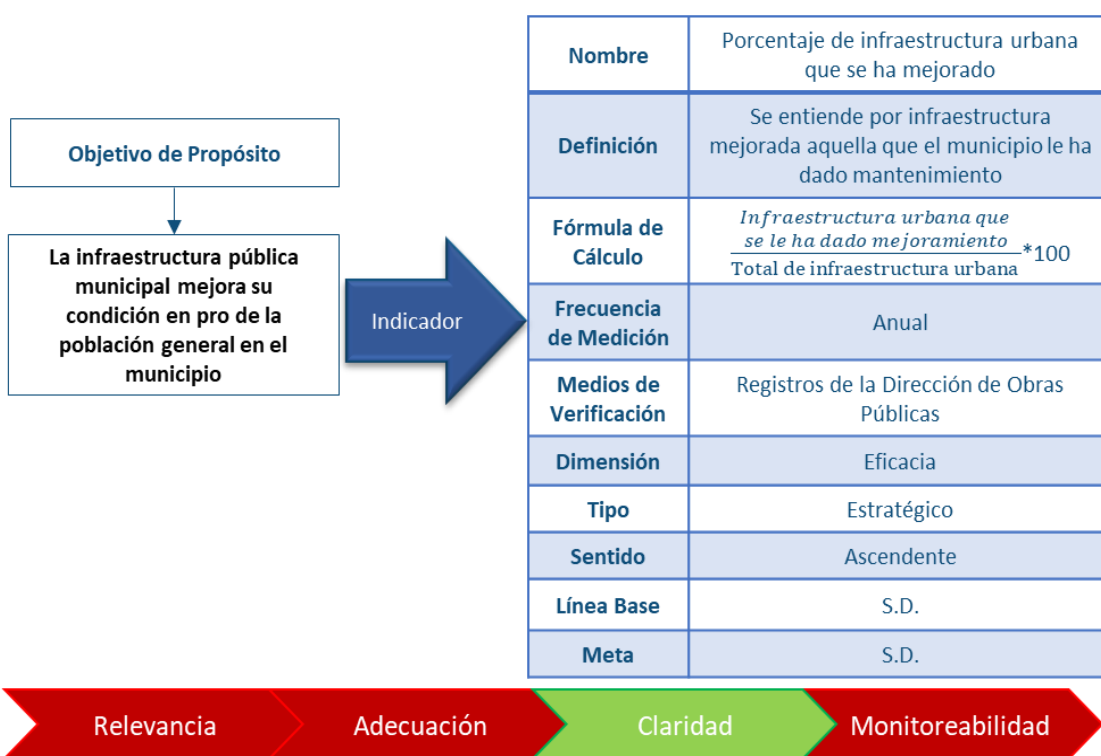 Objetivo de Propósito
La infraestructura pública
municipal mejora su
condición en pro de la
población general en el
municipio
Indicador
Nombre
Porcentaje de infraestructura urbana
que se ha mejorado
Definición
Se entiende por infraestructura
mejorada aquella que el municipio le ha
dado mantenimiento
Fórmula de
Cálculo
Infraestructura urbana que
se le ha dado mejoramiento
Total de infraestructura urbana
*100
Frecuencia
de Medición
Anual
Medios de
Verificación
Registros de la Dirección de Obras
Públicas
Dimensión
Eficacia
Tipo
Estratégico
Sentido
Ascendente
Línea Base
S.D.
Meta
S.D.
Relevancia
Adecuación
Claridad
Monitoreabilidad